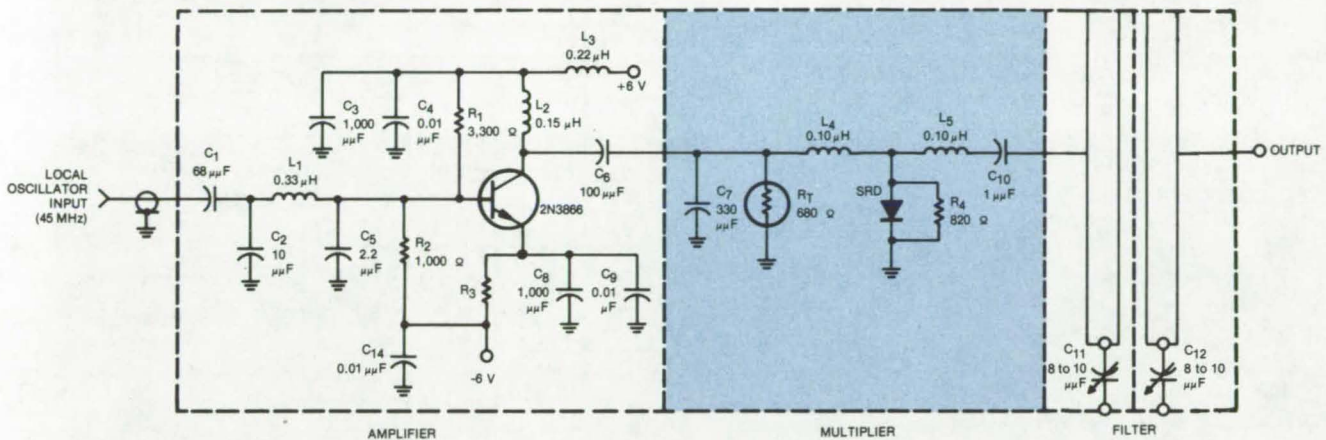 L3
0.22 μH
+6 V
C3
1,000
μμF
C4
0.01
μμF
R1
3,300 Ω
L2
0.15 μH
C1
68 μμF
L1
0.33 μH
LOCAL
OSCILLATOR
INPUT
(45 MHz)
C2
10
μμF
C5
2.2
μμF
R2
1,000 Ω
2N3866
C6
100 μμF
R3
C8
1,000
μμF
C9
0.01
μF
C14
0.01 μμF
-6 V
C7
330
μμF
RT
680 Ω
L4
0.10 μH
L5
0.10 μH
SRD
R4
820 Ω
C10
1 μμF
OUTPUT
C11
8 to 10
μμF
C12
8 to 10
μμF
AMPLIFIER
MULTIPLIER
FILTER